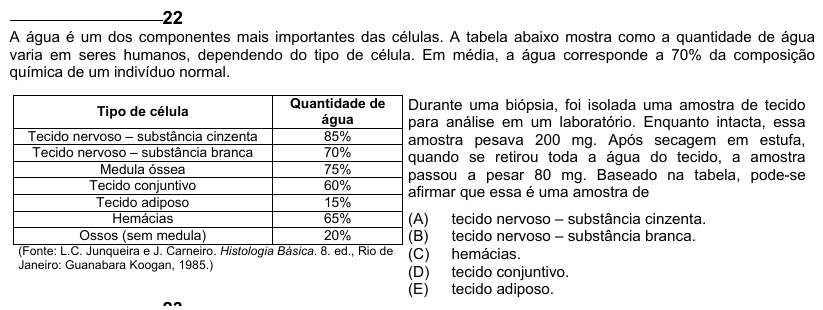 22
A água é um dos componentes mais importantes das células. A tabela abaixo mostra como a quantidade de água
varia em seres humanos, dependendo do tipo de célula. Em média, a água corresponde a 70% da composição
química de um indivíduo normal.
Tipo de célula
Quantidade de
água
Tecido nervoso – substância cinzenta 85%
Tecido nervoso – substância branca 70%
Medula óssea 75%
Tecido conjuntivo 60%
Tecido adiposo 15%
Hemácias 65%
Ossos (sem medula) 20%
(Fonte: L.C. Junqueira e J. Carneiro. Histologia Básica. 8. ed., Rio de
Janeiro: Guanabara Koogan, 1985.)
Durante uma biópsia, foi isolada uma amostra de tecido
para análise em um laboratório. Enquanto intacta, essa
amostra pesava 200 mg. Após secagem em estufa,
quando se retirou toda a água do tecido, a amostra
passou a pesar 80 mg. Baseado na tabela, pode-se
afirmar que essa é uma amostra de
(A) tecido nervoso – substância cinzenta.
(B) tecido nervoso – substância branca.
(C) hemácias.
(D) tecido conjuntivo.
(E) tecido adiposo.